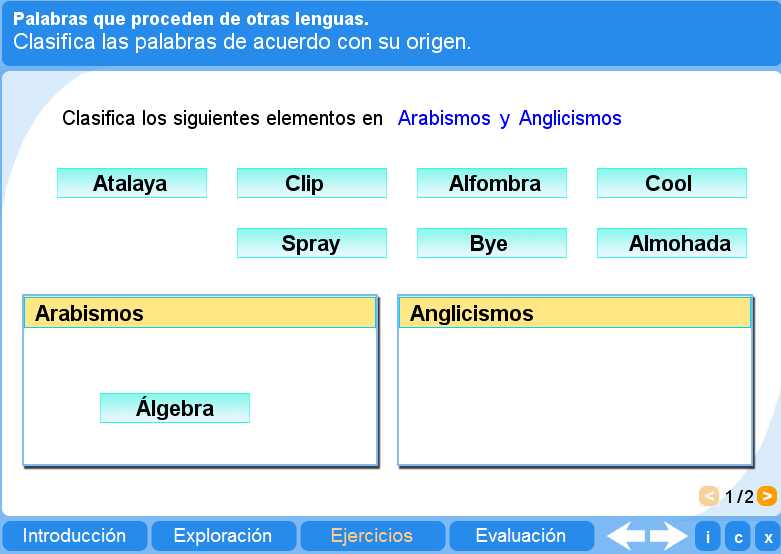 Palabras que proceden de otras lenguas.
Clasifica las palabras de acuerdo con su origen.
Clasifica los siguientes elementos en Arabismos y Anglicismos
Atalaya Clip Alfombra Cool
Spray Bye Almohada
Arabismos Anglicismos
Álgebra
< 1/2 >
Introducción Exploración Ejercicios Evaluación i c x